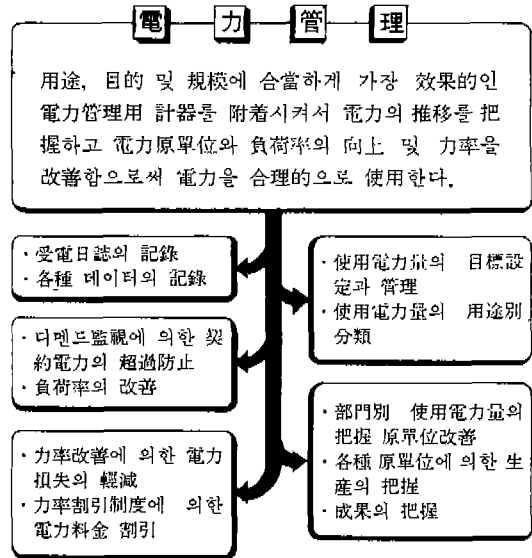 電力管理
用途, 目的 및 規模에 合當하게 가장 效果的인
電力管理用 計器를 附着시켜서 電力의 推移를 把
握하고 電力原單位와 負荷率의 向上 및 力率을
改善함으로써 電力을 合理的으로 使用한다.
· 受電日誌의 記錄
· 各種 데이터의 記錄
· 디멘드監視에 의한 契
約電力의 超過防止
· 負荷率의 改善
· 力率改善에 의한 電力
損失의 輕減
· 力率割引制度에 의한
電力料金 割引
· 使用電力量의 目標設
定과 管理
· 使用電力量의 用途別
分類
· 部門別 使用電力量의
把握 原單位改善
· 各種 原單位에 의한 生
産의 把握
· 成果의 把握